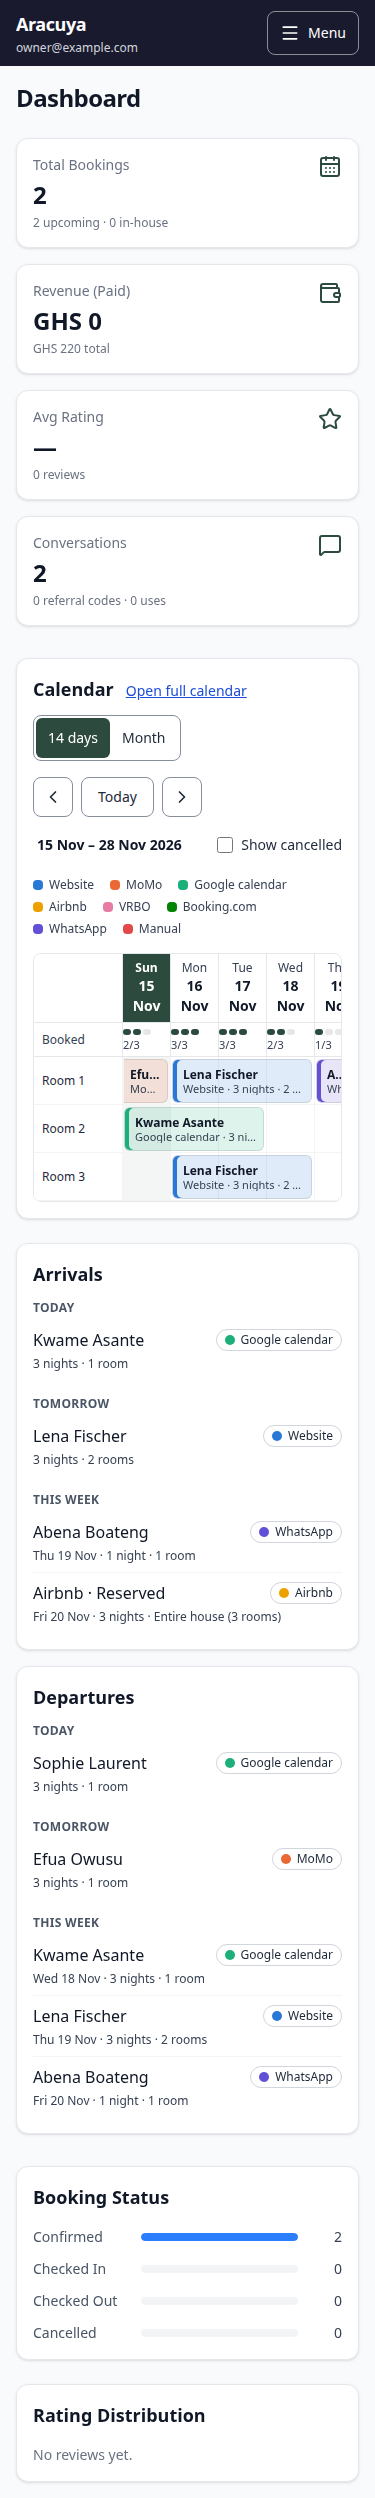 Aracuya
owner@example.com
Menu
Dashboard
Total Bookings
2
2 upcoming · 0 in-house
Revenue (Paid)
GHS 0
GHS 220 total
Avg Rating
—
0 reviews
Conversations
2
0 referral codes · 0 uses
Calendar Open full calendar
14 days Month
Today
15 Nov – 28 Nov 2026 Show cancelled
Website MoMo Google calendar
Airbnb VRBO Booking.com
WhatsApp Manual
Sun Mon Tue Wed Th
15 16 17 18 19
Nov Nov Nov Nov No
Booked 2/3 3/3 3/3 2/3 1/3
Room 1 Efu... Lena Fischer A...
Mo... Website · 3 nights · 2 ... Wh
Room 2 Kwame Asante
Google calendar · 3 ni...
Room 3 Lena Fischer
Website · 3 nights · 2 ...
Arrivals
TODAY
Kwame Asante Google calendar
3 nights · 1 room
TOMORROW
Lena Fischer Website
3 nights · 2 rooms
THIS WEEK
Abena Boateng WhatsApp
Thu 19 Nov · 1 night · 1 room
Airbnb · Reserved Airbnb
Fri 20 Nov · 3 nights · Entire house (3 rooms)
Departures
TODAY
Sophie Laurent Google calendar
3 nights · 1 room
TOMORROW
Efua Owusu MoMo
3 nights · 1 room
THIS WEEK
Kwame Asante Google calendar
Wed 18 Nov · 3 nights · 1 room
Lena Fischer Website
Thu 19 Nov · 3 nights · 2 rooms
Abena Boateng WhatsApp
Fri 20 Nov · 1 night · 1 room
Booking Status
Confirmed 2
Checked In 0
Checked Out 0
Cancelled 0
Rating Distribution
No reviews yet.